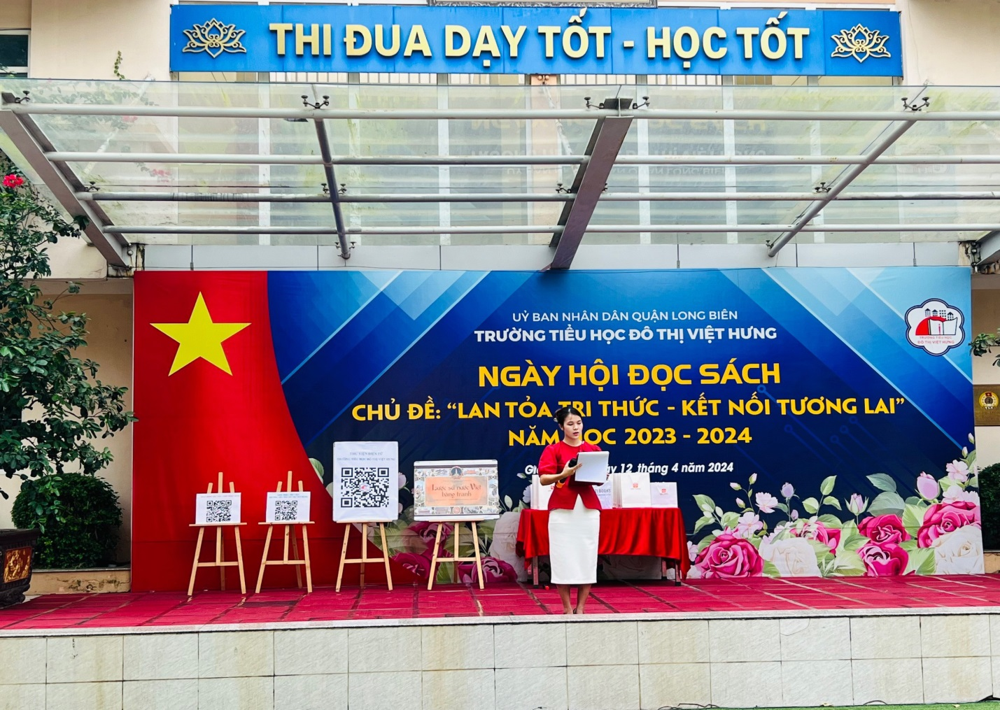 THI ĐUA DẠY TỐT - HỌC TỐT
UỶ BAN NHÂN DÂN QUẬN LONG BIÊN
TRƯỜNG TIỂU HỌC ĐÔ THỊ VIỆT HƯNG
NGÀY HỘI ĐỌC SÁCH
CHỦ ĐỀ: “LAN TỎA TRI THỨC - KẾT NỐI TƯƠNG LAI”
NĂM HỌC 2023 - 2024
12 tháng 4 năm 2024
TRƯỜNG TIỂU HỌC
ĐÔ THỊ VIỆT HƯNG
THƯ VIỆN ĐIỆN TỬ
TRƯỜNG TIỂU HỌC ĐÔ THỊ VIỆT HƯNG
Lược sử nước Việt
bằng tranh